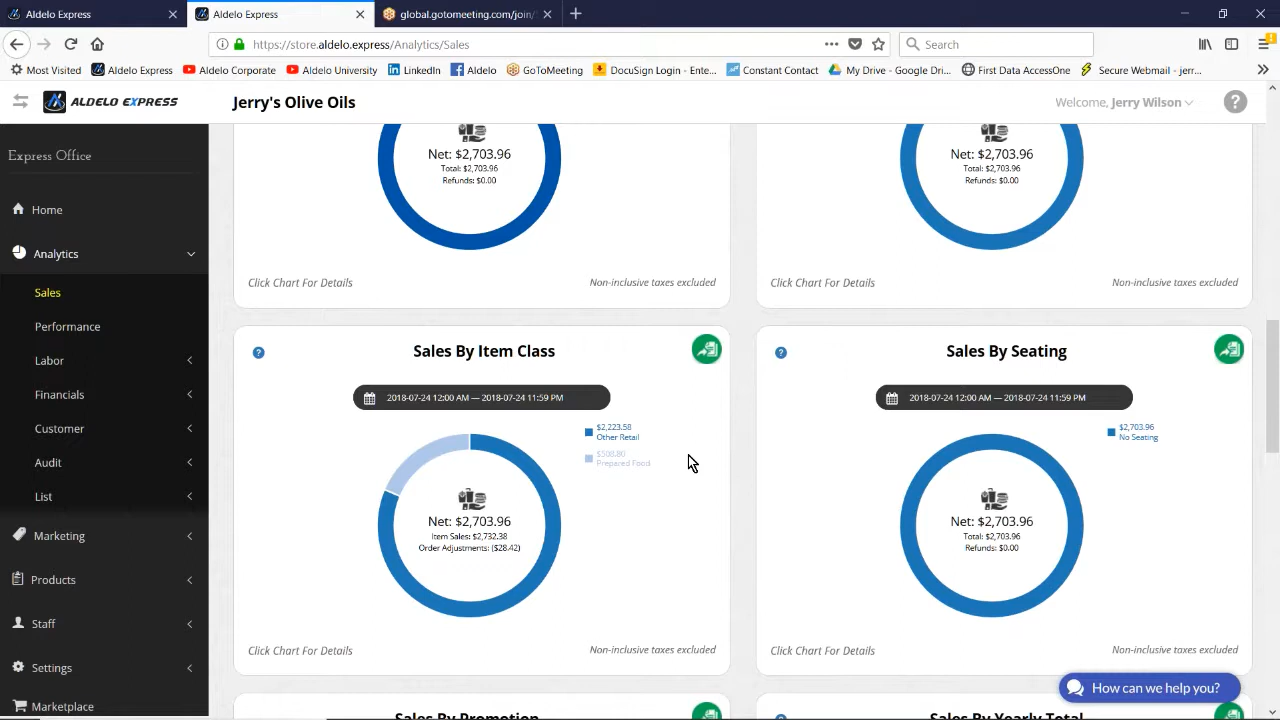 Aldelo Express
Aldelo Express
global.gotomeeting.com/join/
https://store.aldelo.express/Analytics/Sales
Search
Most Visited
Aldelo Express
Aldelo Corporate
Aldelo University
LinkedIn
Aldelo
GoToMeeting
DocuSign Login - Ente...
Constant Contact
My Drive - Google Dri...
First Data AccessOne
Secure Webmail - jerr...
ALDELO EXPRESS
Jerry's Olive Oils
Welcome, Jerry Wilson
Express Office
Home
Analytics
Sales
Performance
Labor
Financials
Customer
Audit
List
Marketing
Products
Staff
Settings
Marketplace
Net: $2,703.96
Total: $2,703.96
Refunds: $0.00
Click Chart For Details
Non-inclusive taxes excluded
Net: $2,703.96
Total: $2,703.96
Refunds: $0.00
Click Chart For Details
Non-inclusive taxes excluded
Sales By Item Class
2018-07-24 12:00 AM — 2018-07-24 11:59 PM
$2,223.58
Other Retail
$508.80
Prepared Food
Net: $2,703.96
Item Sales: $2,732.38
Order Adjustments: ($28.42)
Click Chart For Details
Non-inclusive taxes excluded
Sales By Seating
2018-07-24 12:00 AM — 2018-07-24 11:59 PM
$2,703.96
No Seating
Net: $2,703.96
Total: $2,703.96
Refunds: $0.00
Click Chart For Details
Non-inclusive taxes excluded
How can we help you?
Sales By Promotion
Sales By Yearly Total